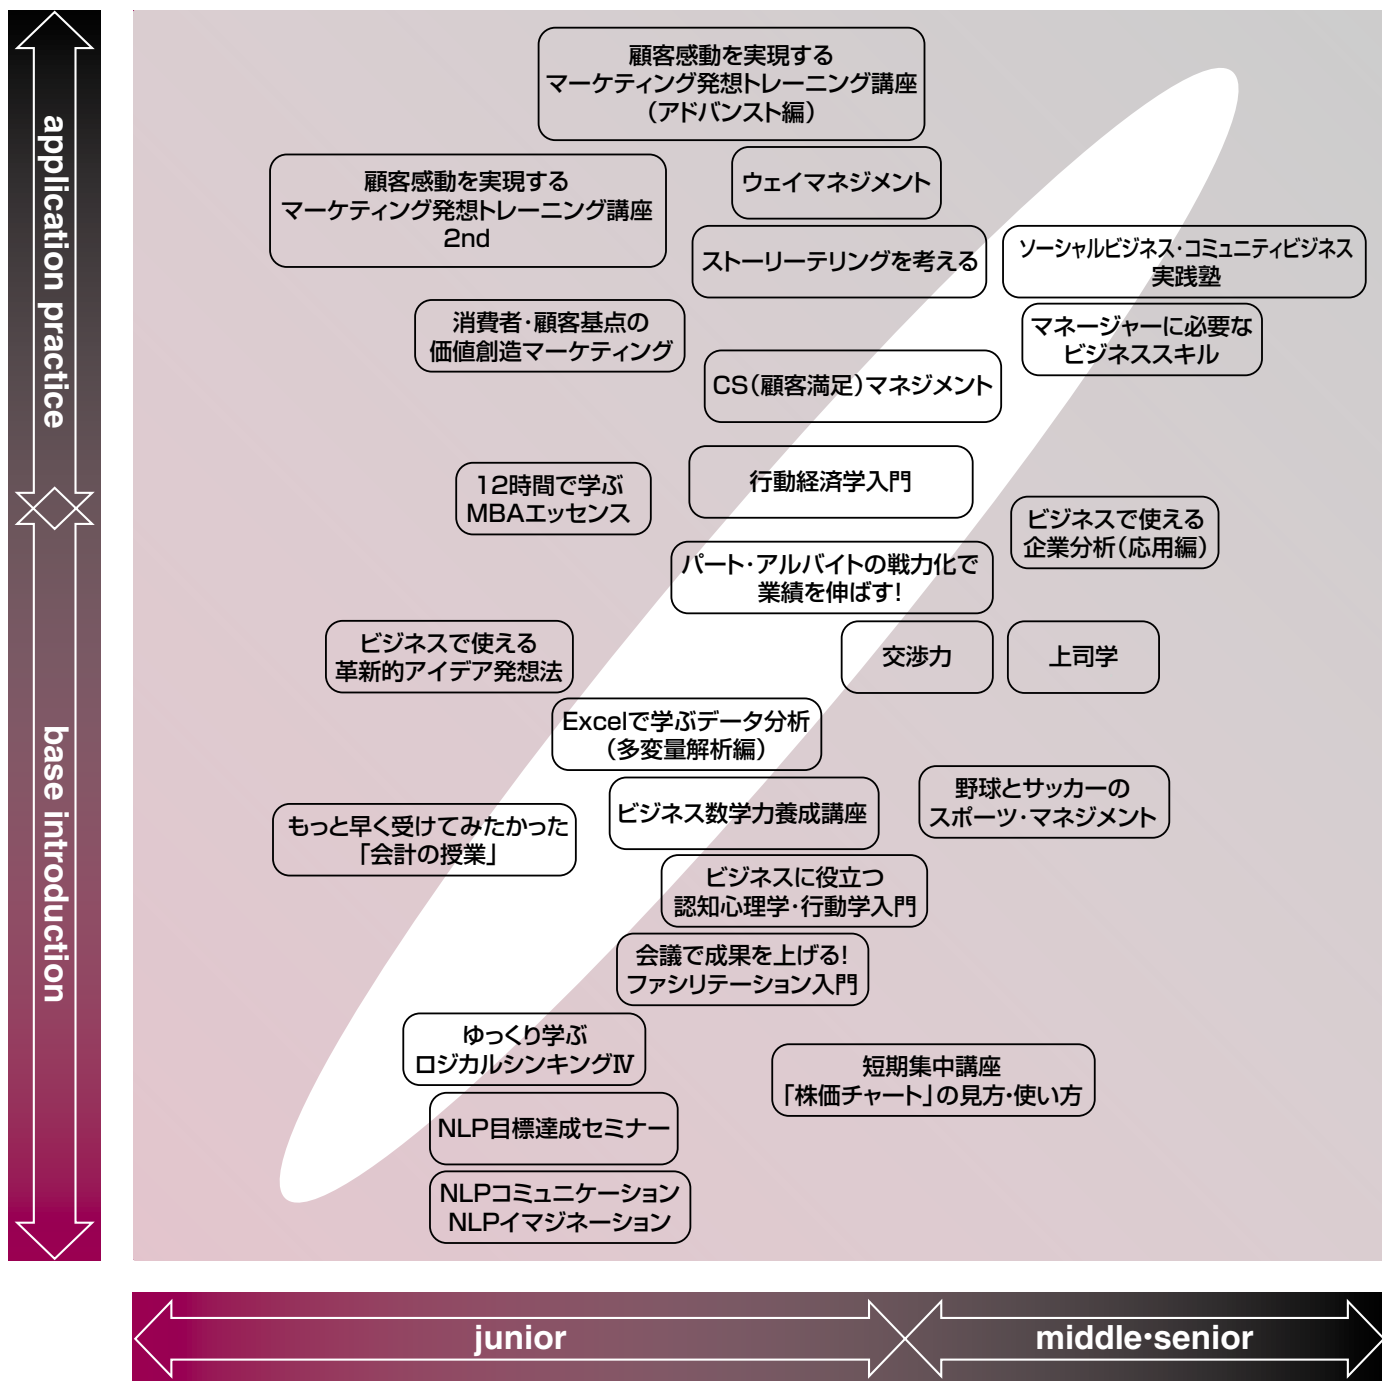 application practice
base introduction
顧客感動を実現する
マーケティング発想トレーニング講座
（アドバンスト編）
顧客感動を実現する
マーケティング発想トレーニング講座
2nd
ウェイマネジメント
ストーリーテリングを考える
ソーシャルビジネス・コミュニティビジネス
実践塾
消費者・顧客基点の
価値創造マーケティング
マネージャーに必要な
ビジネススキル
CS（顧客満足）マネジメント
12時間で学ぶ
MBAエッセンス
行動経済学入門
ビジネスで使える
企業分析（応用編）
パート・アルバイトの戦力化で
業績を伸ばす！
ビジネスで使える
革新的アイデア発想法
交渉力
上司学
Excelで学ぶデータ分析
（多変量解析編）
野球とサッカーの
スポーツ・マネジメント
ビジネス数学力養成講座
もっと早く受けてみたかった
「会計の授業」
ビジネスに役立つ
認知心理学・行動学入門
会議で成果を上げる！
ファシリテーション入門
ゆっくり学ぶ
ロジカルシンキングⅣ
短期集中講座
「株価チャート」の見方・使い方
NLP目標達成セミナー
NLPコミュニケーション
NLPイマジネーション
junior
middle・senior